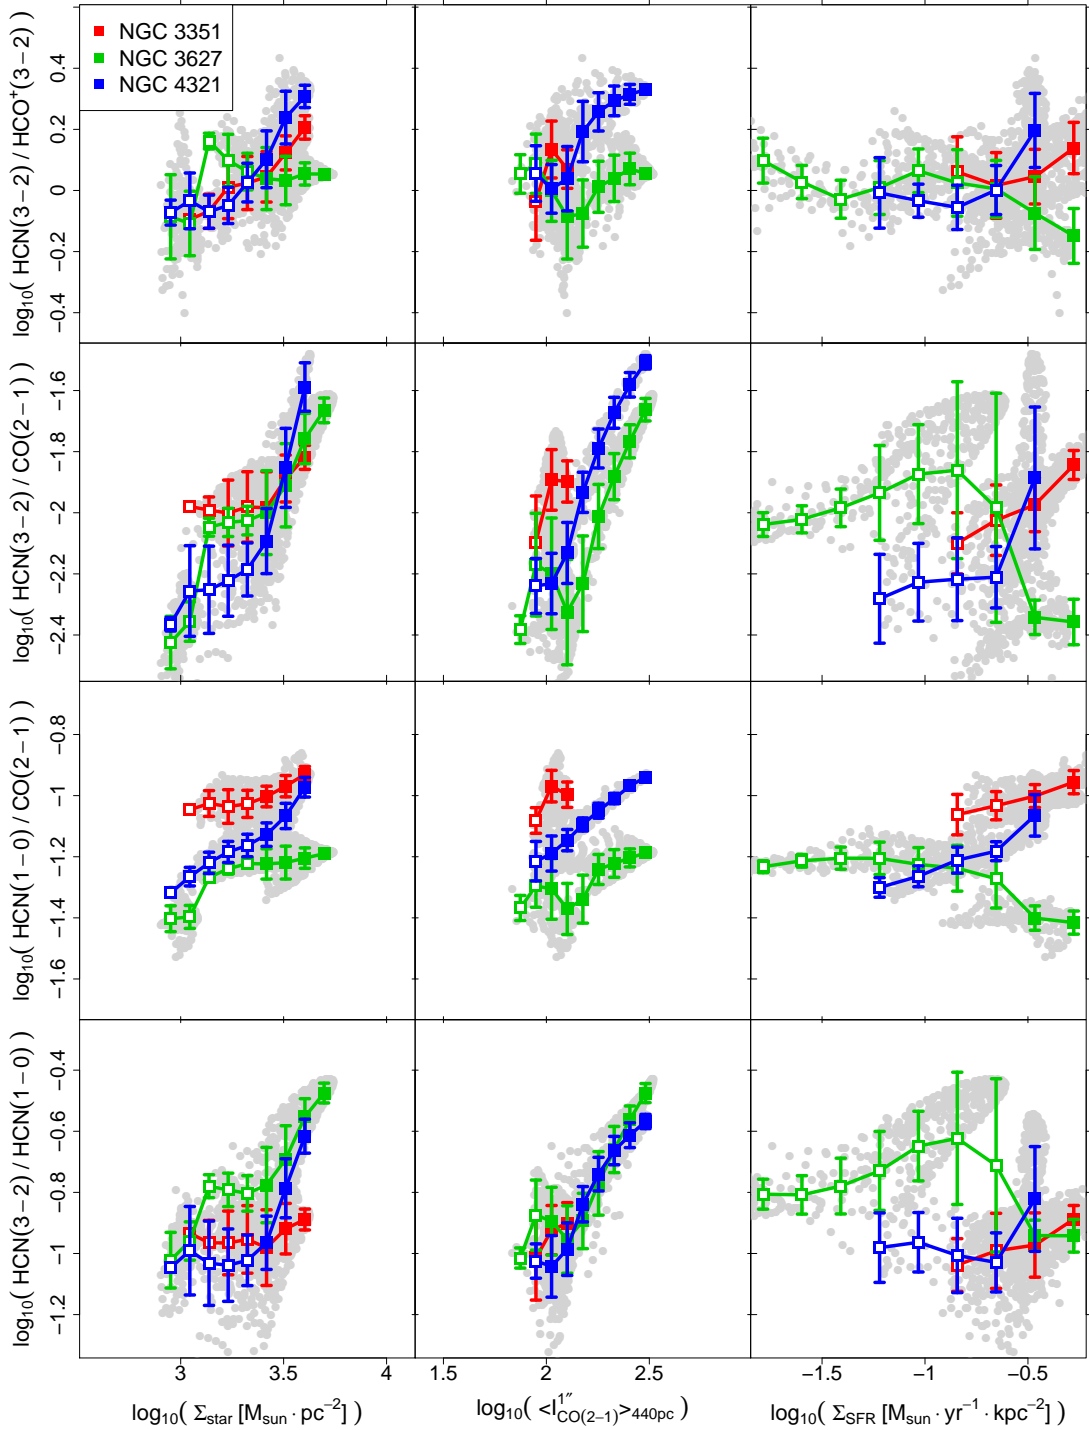 NGC 3351
NGC 3627
NGC 4321
log₁₀( HCN(3−2) / HCO⁺(3−2) )
0.4
0.2
0
−0.2
−0.4
log₁₀( HCN(3−2) / CO(2−1) )
−1.6
−1.8
−2
−2.2
−2.4
log₁₀( HCN(1−0) / CO(2−1) )
−0.8
−1
−1.2
−1.4
−1.6
log₁₀( HCN(3−2) / HCN(1−0) )
−0.4
−0.6
−0.8
−1.0
−1.2
3 3.5 4
1.5 2 2.5
−1.5 −1 −0.5
log₁₀( Σstar [Msun · pc⁻²] )
log₁₀( <I¹″CO(2−1)>440pc )
log₁₀( ΣSFR [Msun · yr⁻¹ · kpc⁻²] )